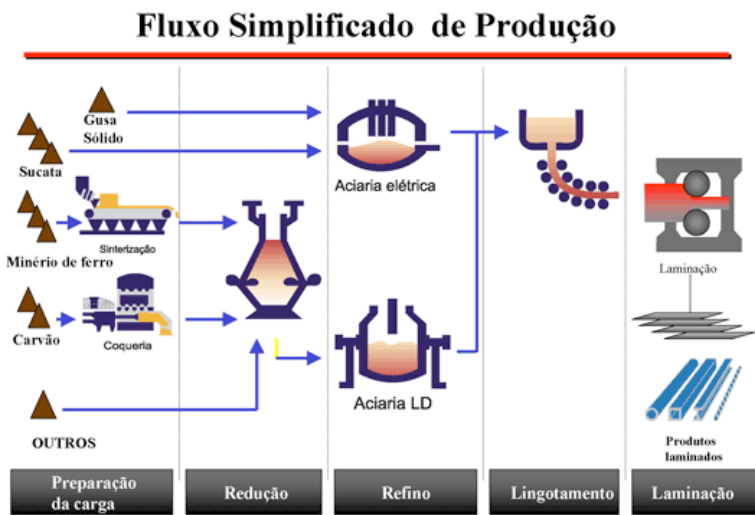 Fluxo Simplificado de Produção
Gusa
Sólido
Sucata
Aciaria elétrica
Minério de ferro
Sinterização
Laminação
Carvão
Coqueria
Aciaria LD
OUTROS
Produtos
laminados
Preparação
da carga
Redução
Refino
Lingotamento
Laminação